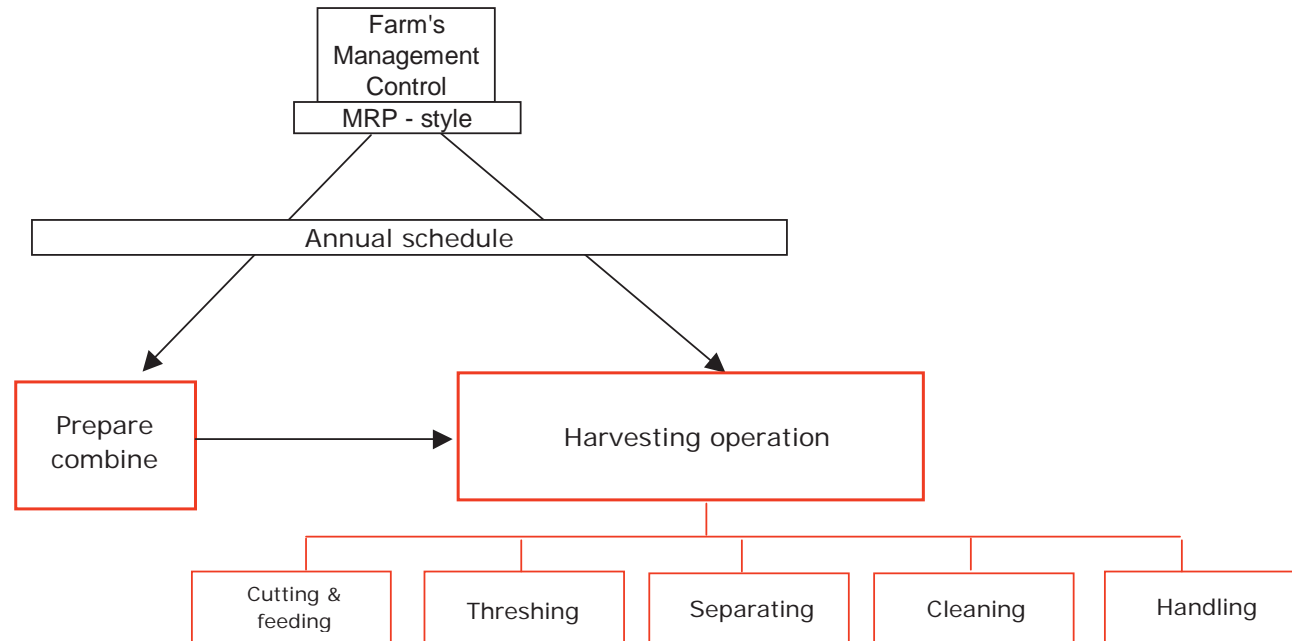 Farm's
Management
Control
MRP - style
Annual schedule
Prepare
combine
Harvesting operation
Cutting &
feeding
Threshing
Separating
Cleaning
Handling